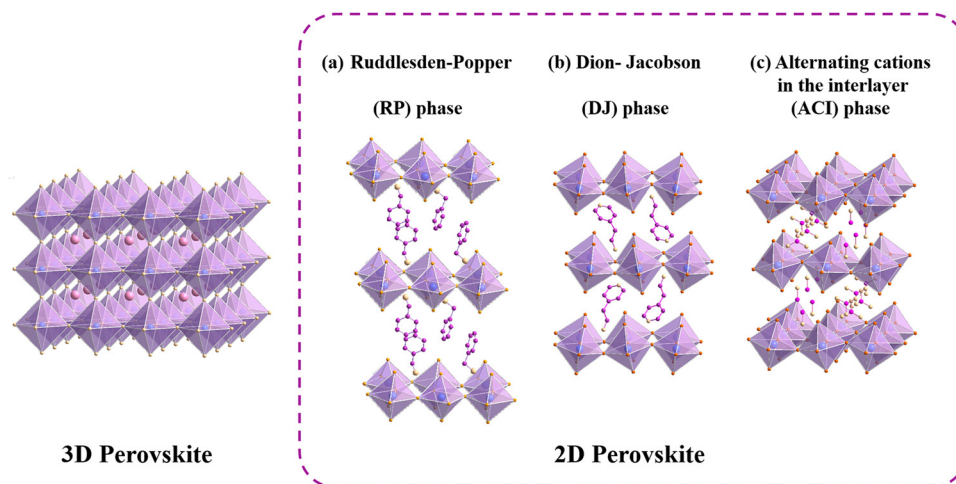 (a) Ruddlesden-Popper
(RP) phase
(b) Dion- Jacobson
(DJ) phase
(c) Alternating cations
in the interlayer
(ACI) phase
3D Perovskite
2D Perovskite